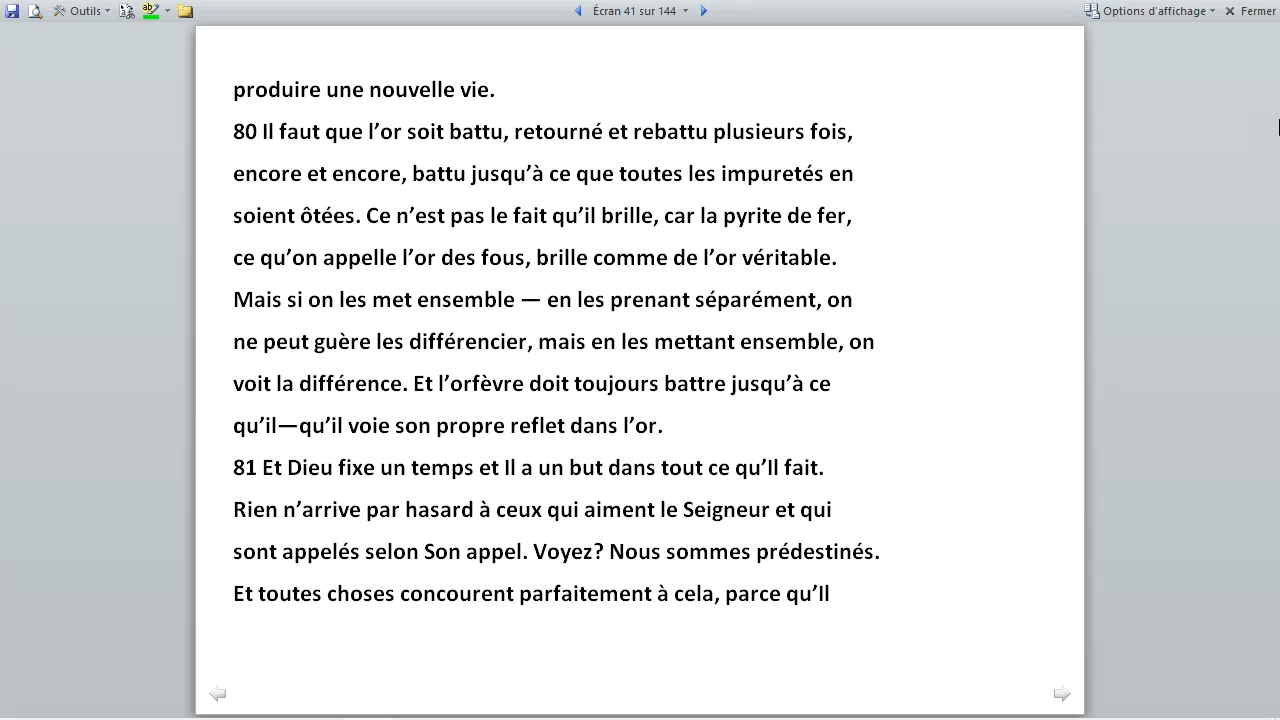 Outils
Écran 41 sur 144
Options d'affichage
Fermer
produire une nouvelle vie.
80 Il faut que l’or soit battu, retourné et rebattu plusieurs fois,
encore et encore, battu jusqu’à ce que toutes les impuretés en
soient ôtées. Ce n’est pas le fait qu’il brille, car la pyrite de fer,
ce qu’on appelle l’or des fous, brille comme de l’or véritable.
Mais si on les met ensemble — en les prenant séparément, on
ne peut guère les différencier, mais en les mettant ensemble, on
voit la différence. Et l’orfèvre doit toujours battre jusqu’à ce
qu’il—qu’il voie son propre reflet dans l’or.
81 Et Dieu fixe un temps et Il a un but dans tout ce qu’Il fait.
Rien n’arrive par hasard à ceux qui aiment le Seigneur et qui
sont appelés selon Son appel. Voyez? Nous sommes prédestinés.
Et toutes choses concourent parfaitement à cela, parce qu’Il